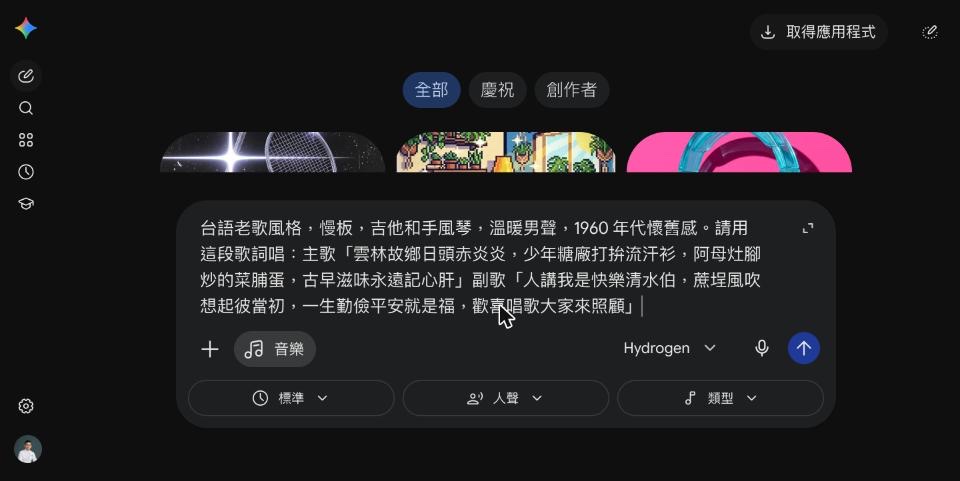 取得應用程式
全部
慶祝
創作者
台語老歌風格，慢板，吉他和手風琴，溫暖男聲，1960 年代懷舊感。請用
這段歌詞唱：主歌「雲林故鄉日頭赤炎炎，少年糖廠打拚流汗衫，阿母灶腳
炒的菜脯蛋，古早滋味永遠記心肝」副歌「人講我是快樂清水伯，蔗埕風吹
想起彼當初，一生勤儉平安就是福，歡喜唱歌大家來照顧」
音樂
Hydrogen
標準
人聲
類型